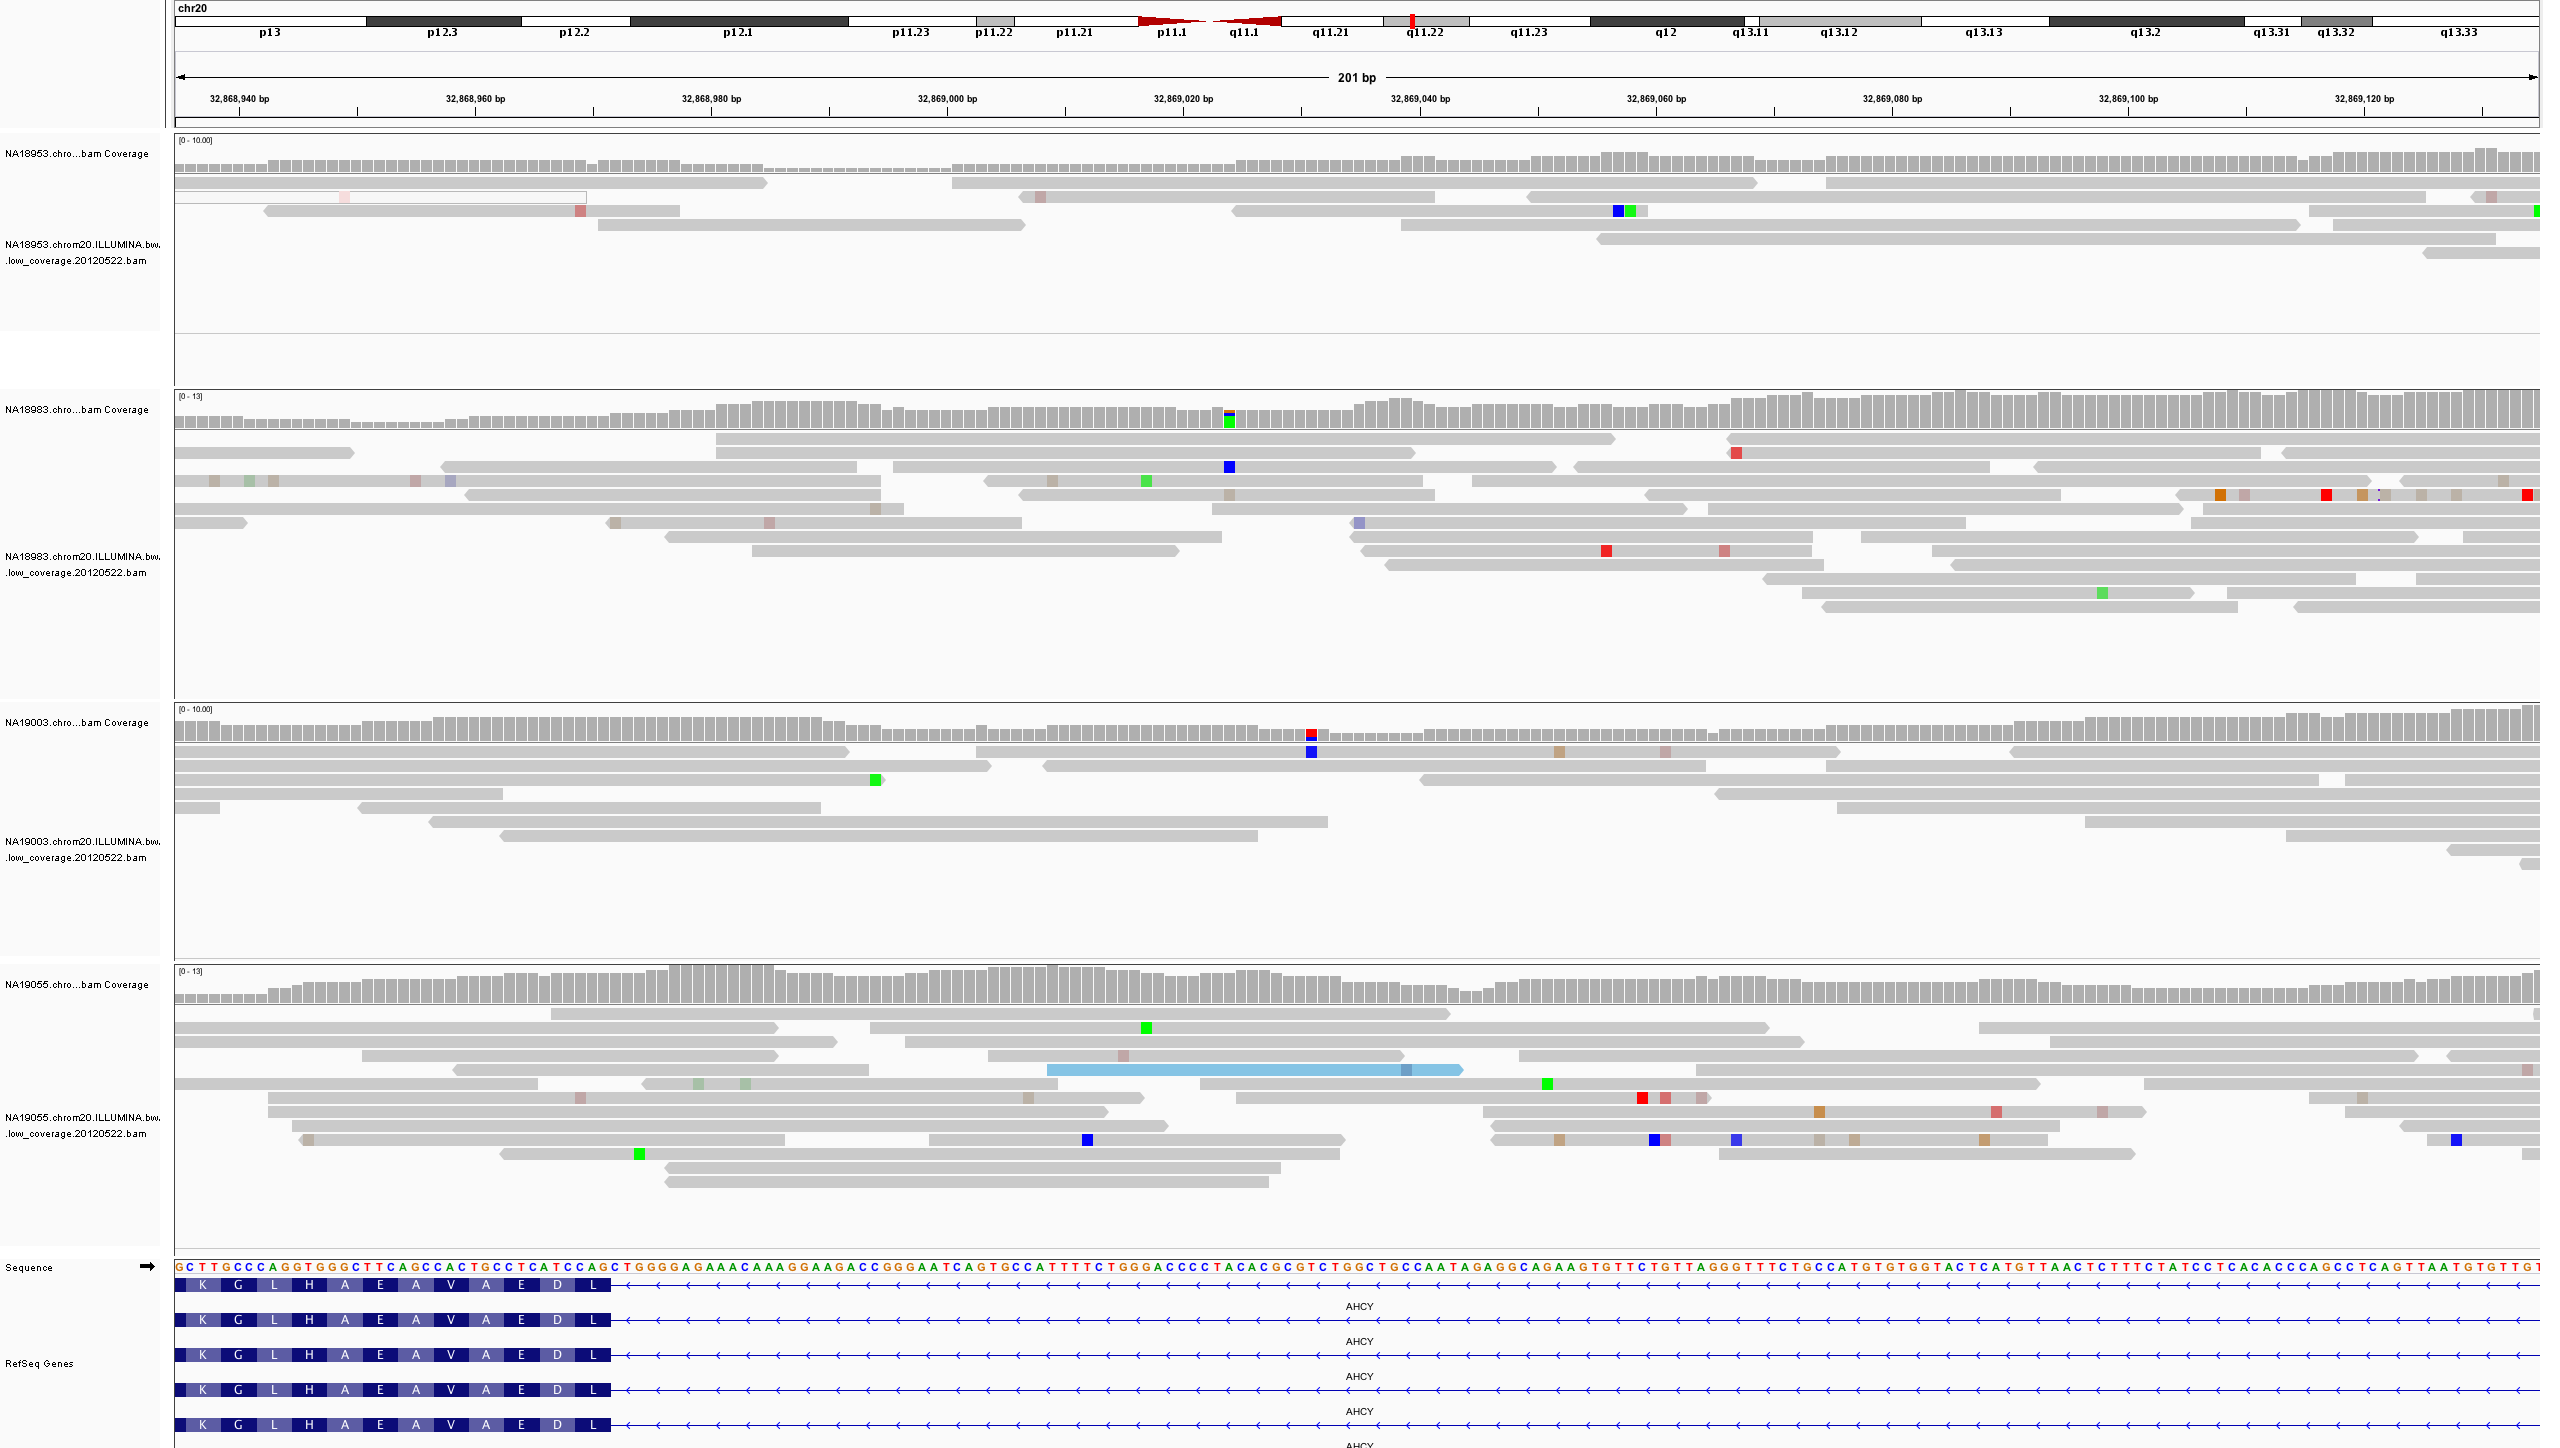 chr20
p13 p12.3 p12.2 p12.1 p11.23 p11.22 p11.21 p11.1 q11.1 q11.21 q11.22 q11.23 q12 q13.11 q13.12 q13.13 q13.2 q13.31 q13.32 q13.33
201 bp
32,868,940 bp 32,868,960 bp 32,868,980 bp 32,869,000 bp 32,869,020 bp 32,869,040 bp 32,869,060 bp 32,869,080 bp 32,869,100 bp 32,869,120 bp
[0 - 10.00]
NA18953.chro...bam Coverage
NA18953.chrom20.ILLUMINA.bw.
.low_coverage.20120522.bam
[0 - 13]
NA18983.chro...bam Coverage
NA18983.chrom20.ILLUMINA.bw.
.low_coverage.20120522.bam
[0 - 10.00]
NA19003.chro...bam Coverage
NA19003.chrom20.ILLUMINA.bw.
.low_coverage.20120522.bam
[0 - 13]
NA19055.chro...bam Coverage
NA19055.chrom20.ILLUMINA.bw.
.low_coverage.20120522.bam
Sequence
GCTTGCCCAGGTGGGCTTCAGCCACTGCCTCATCCAGCTGGGGAGAAACAAAGGAAGACCGGGAATCAGTGCCATTTTCTGGGACCCCTACACGCGTCTGGCTGCCAATAGAGGCAGAAGTGTTCTGTTAGGGTTTCTGCCATGTGTGGTACTCATGTTAACTCTTTCTATCCTCACACCCAGCCTCAGTTAATGTGTTGT
K G L H A E A V A E D L
AHCY
K G L H A E A V A E D L
AHCY
RefSeq Genes
K G L H A E A V A E D L
AHCY
K G L H A E A V A E D L
AHCY
K G L H A E A V A E D L
AHCY